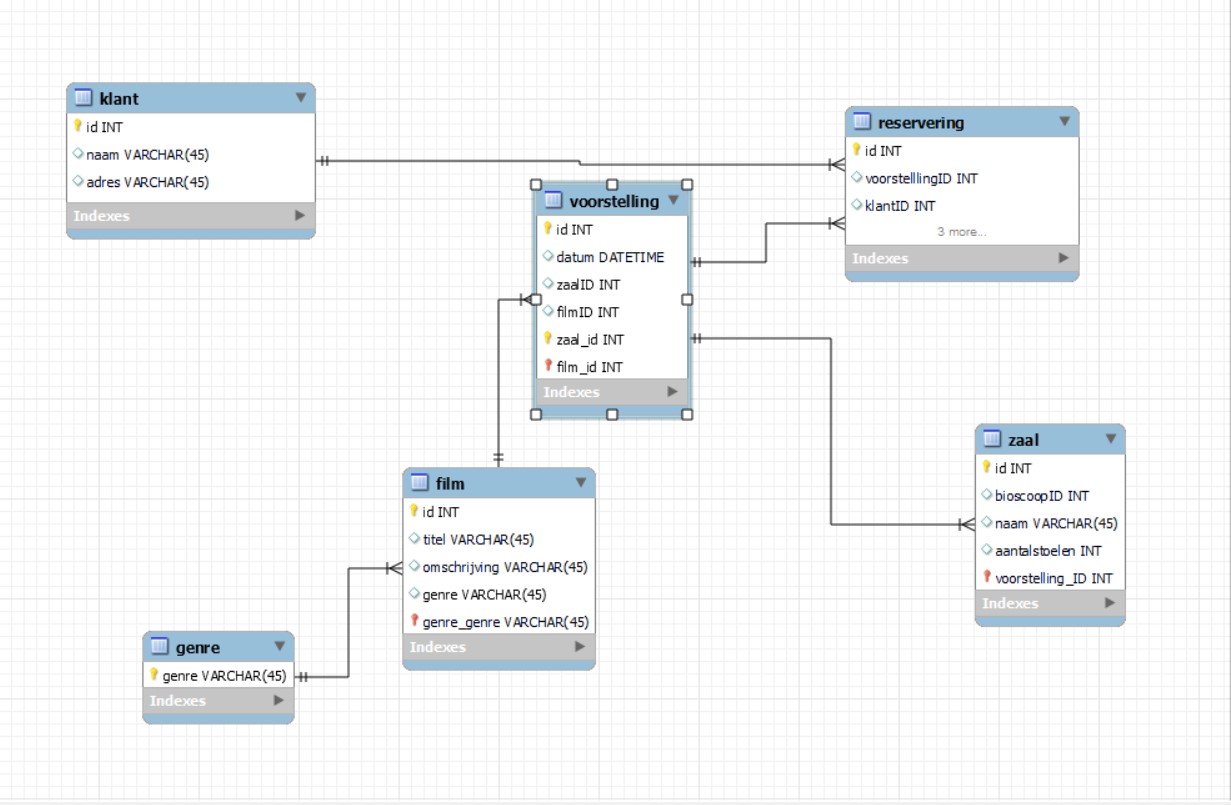 klant
id INT
naam VARCHAR(45)
adres VARCHAR(45)
Indexes
reservering
id INT
voorstellingID INT
klantID INT
3 more...
Indexes
voorstelling
id INT
datum DATETIME
zaalID INT
filmID INT
zaal_id INT
film_id INT
Indexes
zaal
id INT
bioscoopID INT
naam VARCHAR(45)
aantalstoelen INT
voorstelling_ID INT
Indexes
film
id INT
titel VARCHAR(45)
omschrijving VARCHAR(45)
genre VARCHAR(45)
genre_genre VARCHAR(45)
Indexes
genre
genre VARCHAR(45)
Indexes